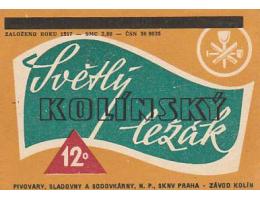 ZALOŽENO ROKU 1517 — SMC 2,60 — ČSN 56 6635
Světlý
KOLÍNSKÝ
ležák
12°
PIVOVARY, SLADOVNY A SODOVKÁRNY, N. P., SKNV PRAHA - ZÁVOD KOLÍN